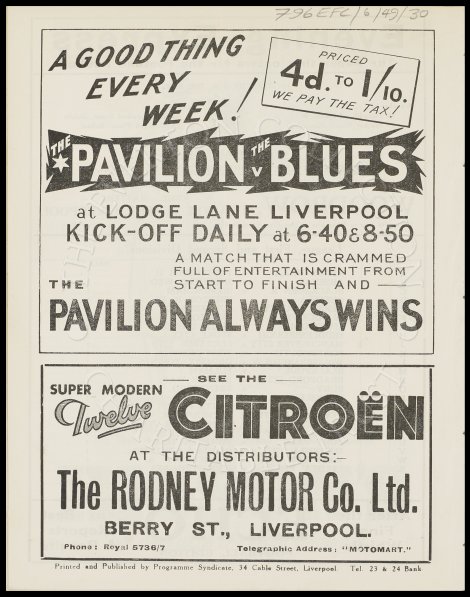 796EFC/6/49/30
A GOOD THING
EVERY
WEEK!
PRICED
4d. TO 1/10.
WE PAY THE TAX!
THE PAVILION THE v BLUES
at LODGE LANE LIVERPOOL
KICK-OFF DAILY at 6-40 & 8-50
A MATCH THAT IS CRAMMED
FULL OF ENTERTAINMENT FROM
START TO FINISH AND —
THE
PAVILION ALWAYS WINS
— SEE THE —
SUPER MODERN
Twelve CITROËN
AT THE DISTRIBUTORS:-
The RODNEY MOTOR Co. Ltd.
BERRY ST., LIVERPOOL.
Phone: Royal 5736/7 Telegraphic Address: "MOTOMART."
Printed and Published by Programme Syndicate, 34 Cable Street, Liverpool. Tel. 23 & 24 Bank